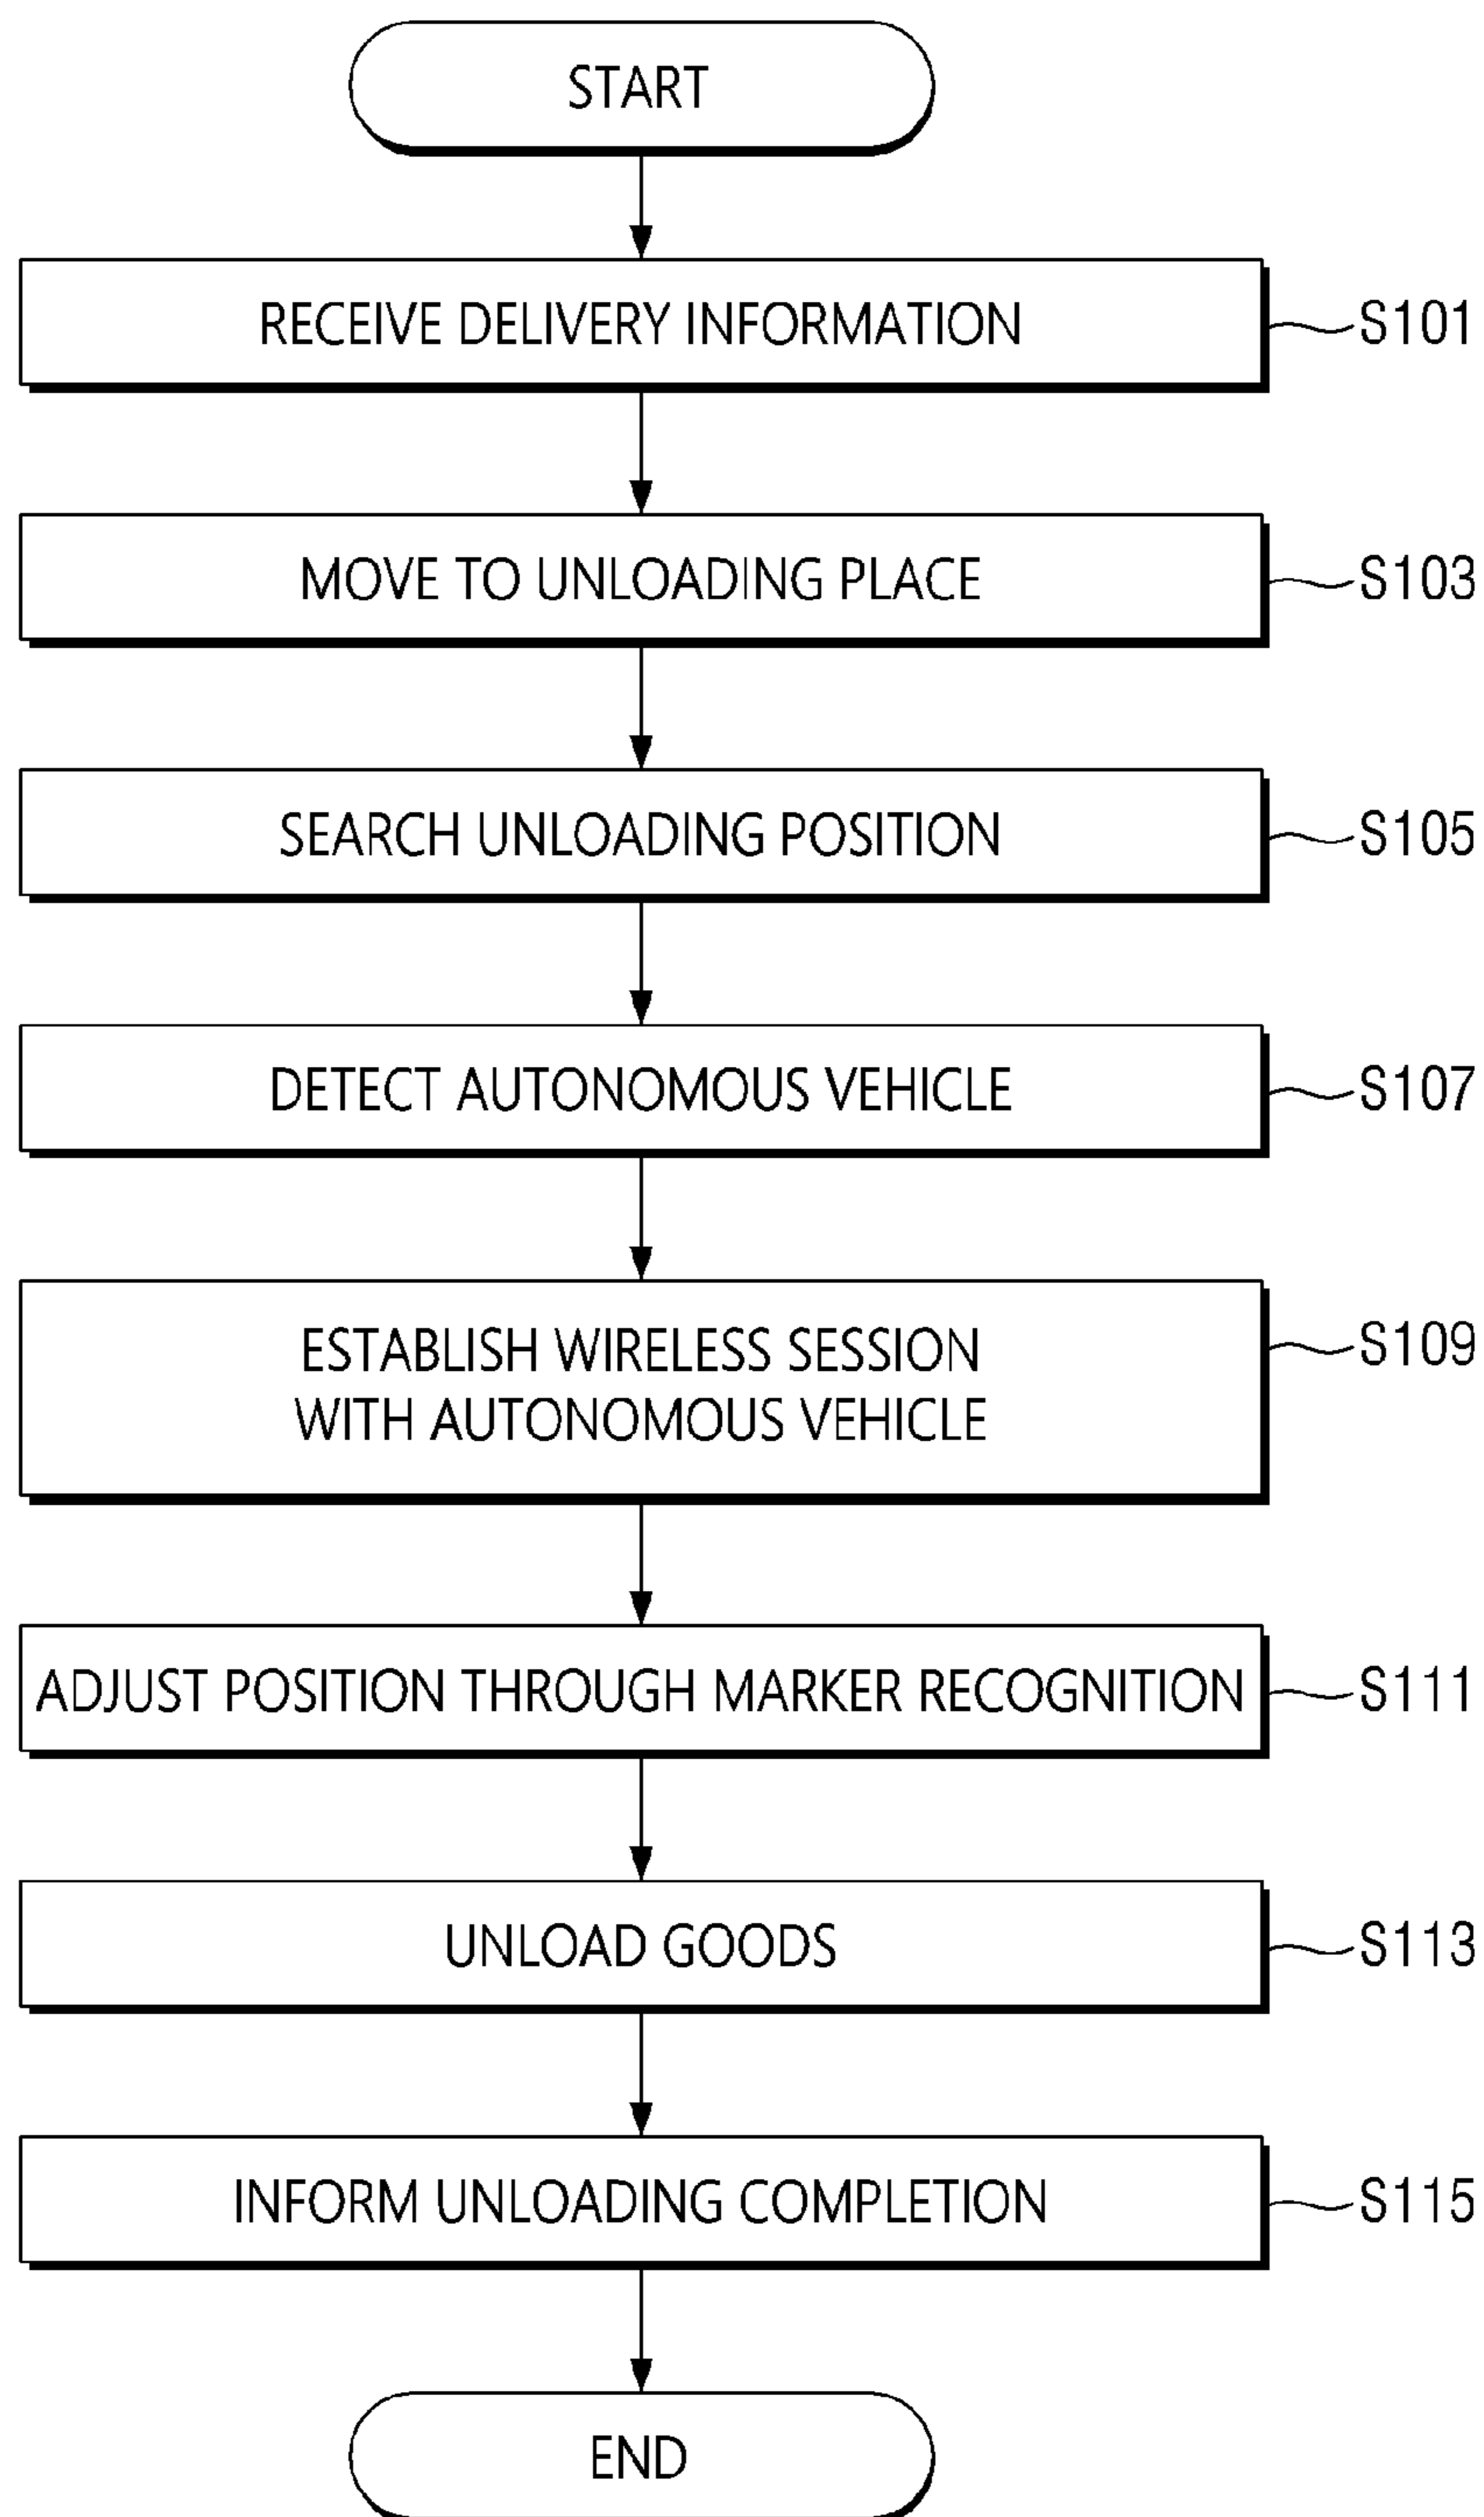 START
RECEIVE DELIVERY INFORMATION
S101
MOVE TO UNLOADING PLACE
S103
SEARCH UNLOADING POSITION
S105
DETECT AUTONOMOUS VEHICLE
S107
ESTABLISH WIRELESS SESSION
WITH AUTONOMOUS VEHICLE
S109
ADJUST POSITION THROUGH MARKER RECOGNITION
S111
UNLOAD GOODS
S113
INFORM UNLOADING COMPLETION
S115
END